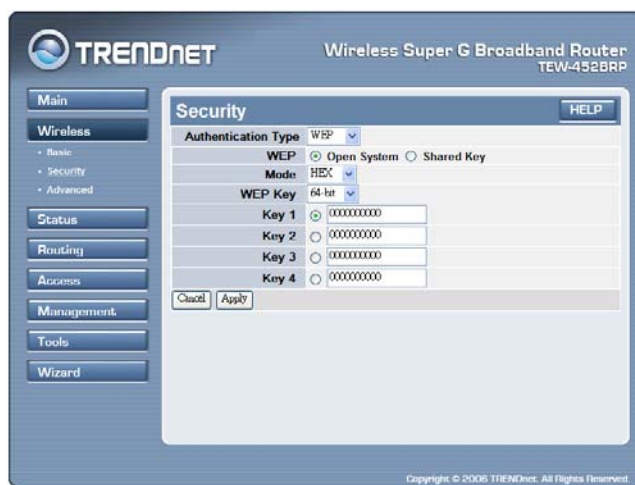 TRENDNET
Wireless Super G Broadband Router
TEW-452BRP
Main
Wireless
• Basic
• Security
• Advanced
Status
Routing
Access
Management
Tools
Wizard
Security
HELP
Authentication Type WEP
WEP Open System Shared Key
Mode HEX
WEP Key 64-bit
Key 1 0000000000
Key 2 0000000000
Key 3 0000000000
Key 4 0000000000
Cancel Apply
Copyright © 2006 TRENDnet. All Rights Reserved.